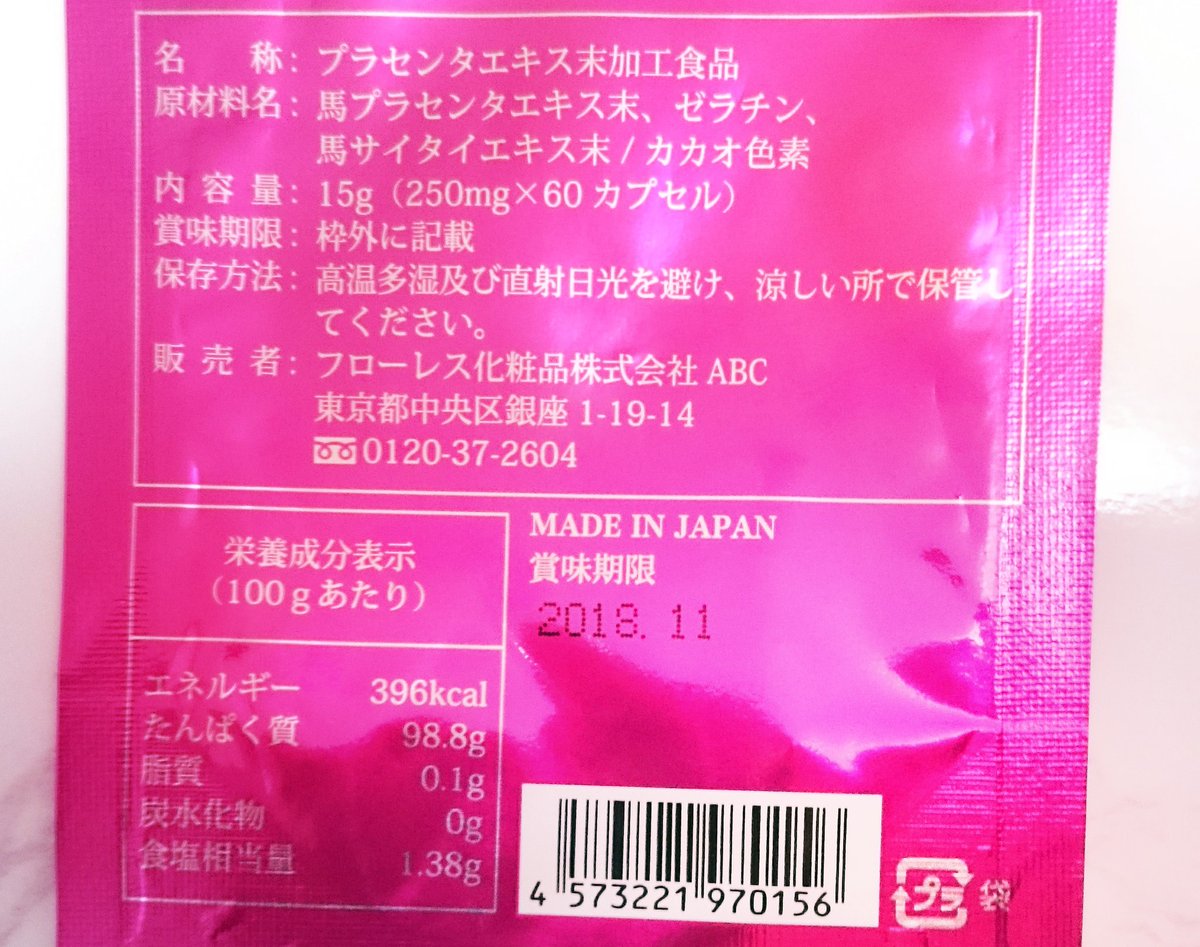 名　　称：プラセンタエキス末加工食品
原材料名：馬プラセンタエキス末、ゼラチン、
馬サイタイエキス末 / カカオ色素
内 容 量：15g（250mg×60 カプセル）
賞味期限：枠外に記載
保存方法：高温多湿及び直射日光を避け、涼しい所で保管し
てください。
販 売 者：フローレス化粧品株式会社 ABC
東京都中央区銀座 1-19-14
0120-37-2604
栄養成分表示
（100gあたり）
エネルギー 396kcal
たんぱく質 98.8g
脂質 0.1g
炭水化物 0g
食塩相当量 1.38g
MADE IN JAPAN
賞味期限
2018. 11
4 573221 970156
プラ 袋